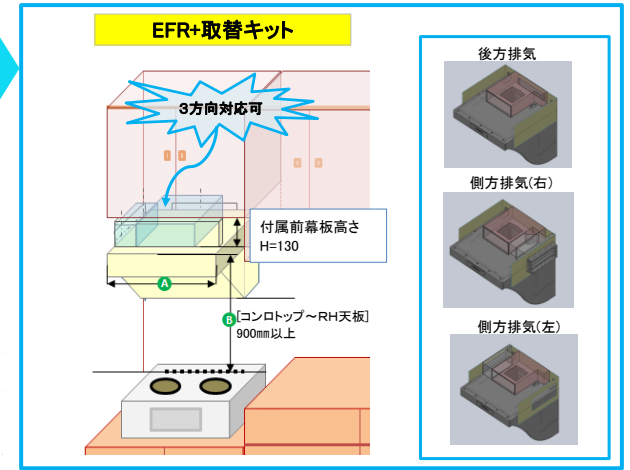 EFR+取替キット
3方向対応可
付属前幕板高さ
H=130
A
B
[コンロトップ~RH天板]
900㎜以上
後方排気
側方排気(右)
側方排気(左)